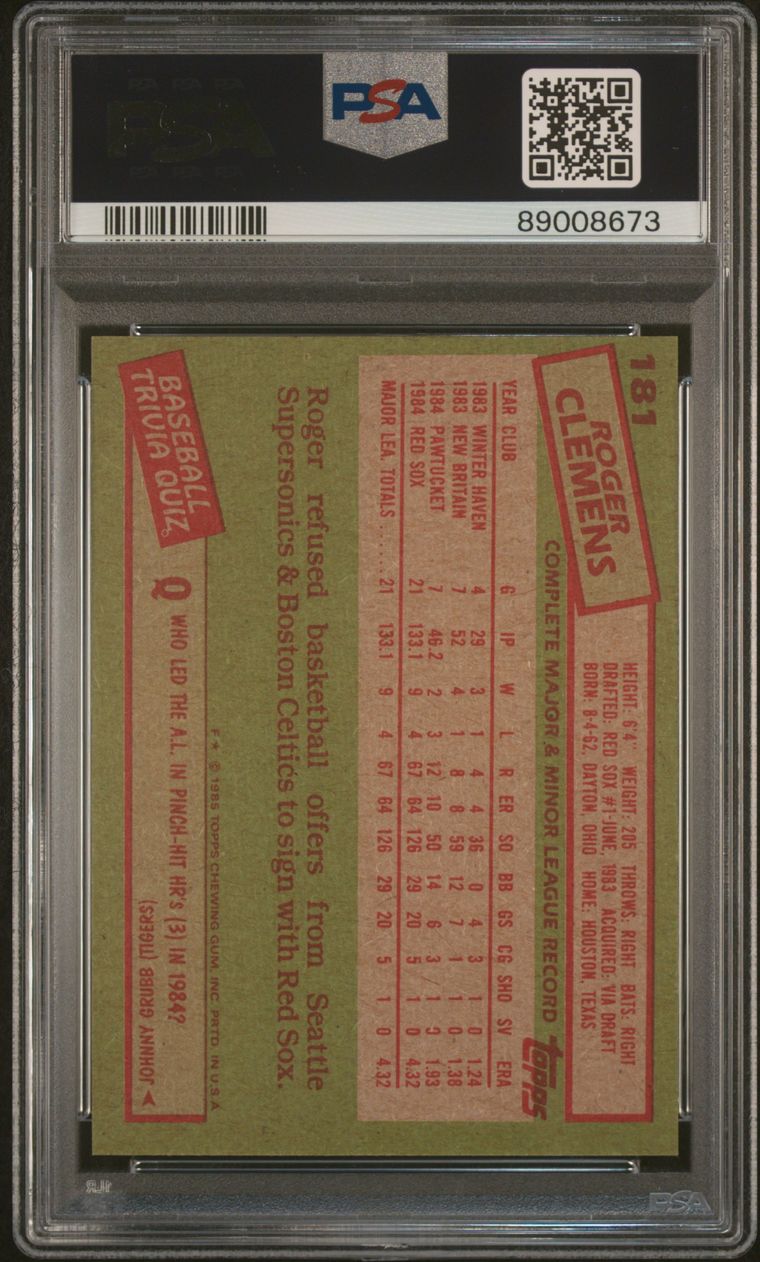 PSA PSA PSA
PSA
PSA PSA PSA
PSA
89008673
181
ROGER
CLEMENS
HEIGHT: 6'4" WEIGHT: 205 THROWS: RIGHT BATS: RIGHT
DRAFTED: RED SOX #1-JUNE, 1983 ACQUIRED: VIA DRAFT
BORN: 8-4-62, DAYTON, OHIO HOME: HOUSTON, TEXAS
COMPLETE MAJOR & MINOR LEAGUE RECORD
topps
YEAR CLUB G IP W L R ER SO BB GS CG SHO SV ERA
1983 WINTER HAVEN 4 29 3 1 4 4 36 0 4 3 1 0 1.24
1983 NEW BRITAIN 7 52 4 1 8 8 59 12 7 1 1 0 1.38
1984 PAWTUCKET 7 46.2 2 3 12 10 50 14 6 3 1 0 1.93
1984 RED SOX 21 133.1 9 4 67 64 126 29 20 5 1 0 4.32
MAJOR LEA. TOTALS ...... 21 133.1 9 4 67 64 126 29 20 5 1 0 4.32
Roger refused basketball offers from Seattle
Supersonics & Boston Celtics to sign with Red Sox.
F* © 1985 TOPPS CHEWING GUM, INC. PRTD. IN U.S.A.
BASEBALL
TRIVIA QUIZ
Q WHO LED THE A.L. IN PINCH-HIT HR's (3) IN 1984?
A JOHNNY GRUBB (TIGERS)
PSA